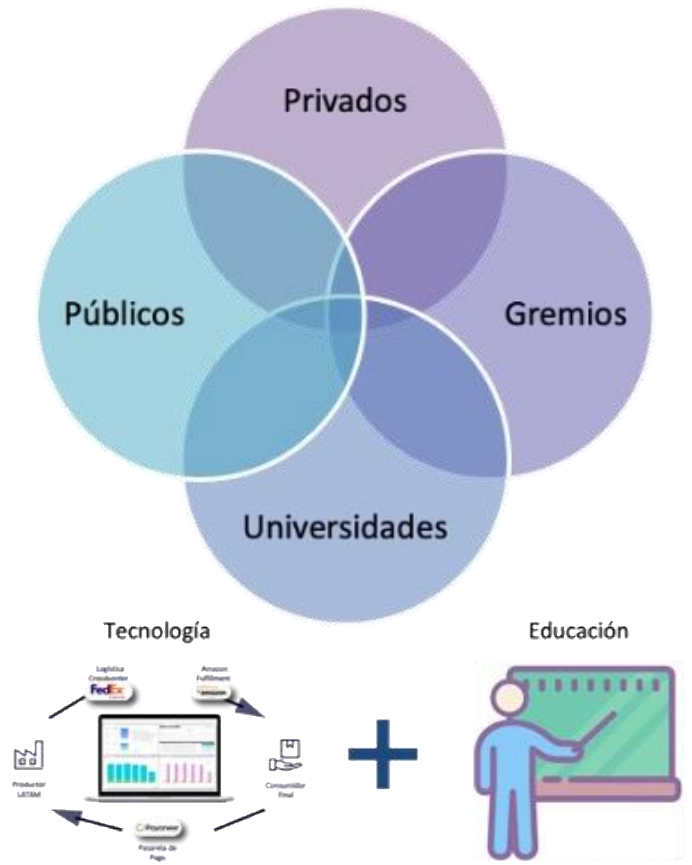 Privados
Públicos
Gremios
Universidades
Tecnología
Educación
Logística
Crossborder
FedEx
Amazon
Fulfillment
amazon
Productor
LATAM
Consumidor
Final
Payoneer
Pasarela de
Pago